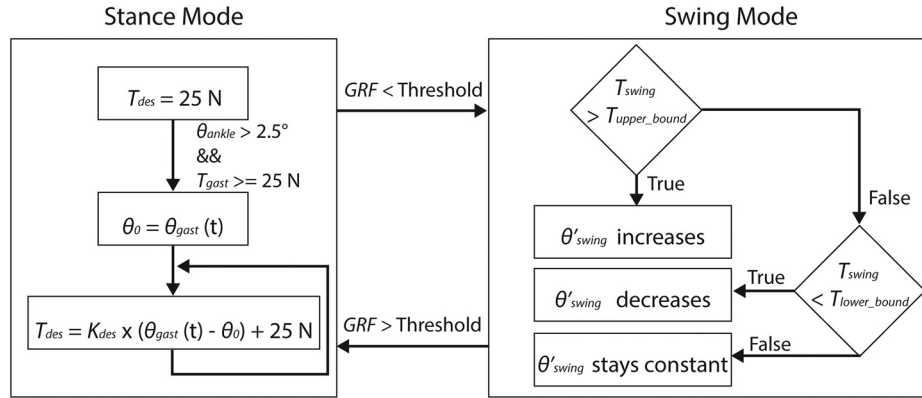 Stance Mode
Swing Mode
T_des = 25 N
θ_ankle > 2.5°
&&
T_gast >= 25 N
θ_0 = θ_gast (t)
T_des = K_des x (θ_gast (t) - θ_0) + 25 N
GRF < Threshold
GRF > Threshold
T_swing
> T_upper_bound
True
False
θ'_swing increases
T_swing
< T_lower_bound
True
θ'_swing decreases
False
θ'_swing stays constant